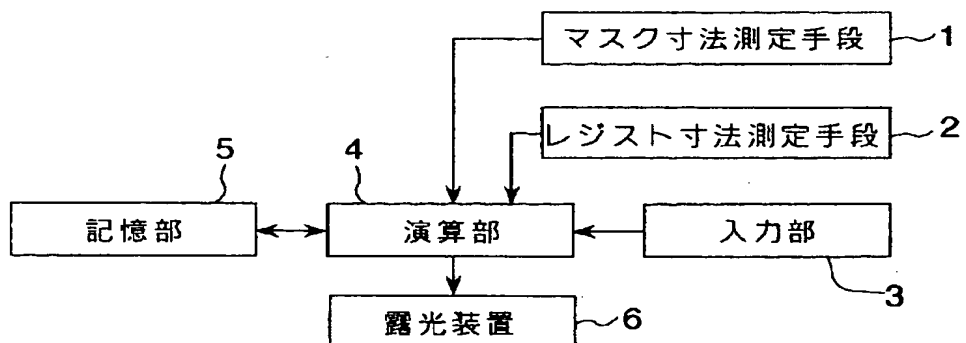 マスク寸法測定手段 1
レジスト寸法測定手段 2
5 4
記憶部 演算部 入力部
3
露光装置 6